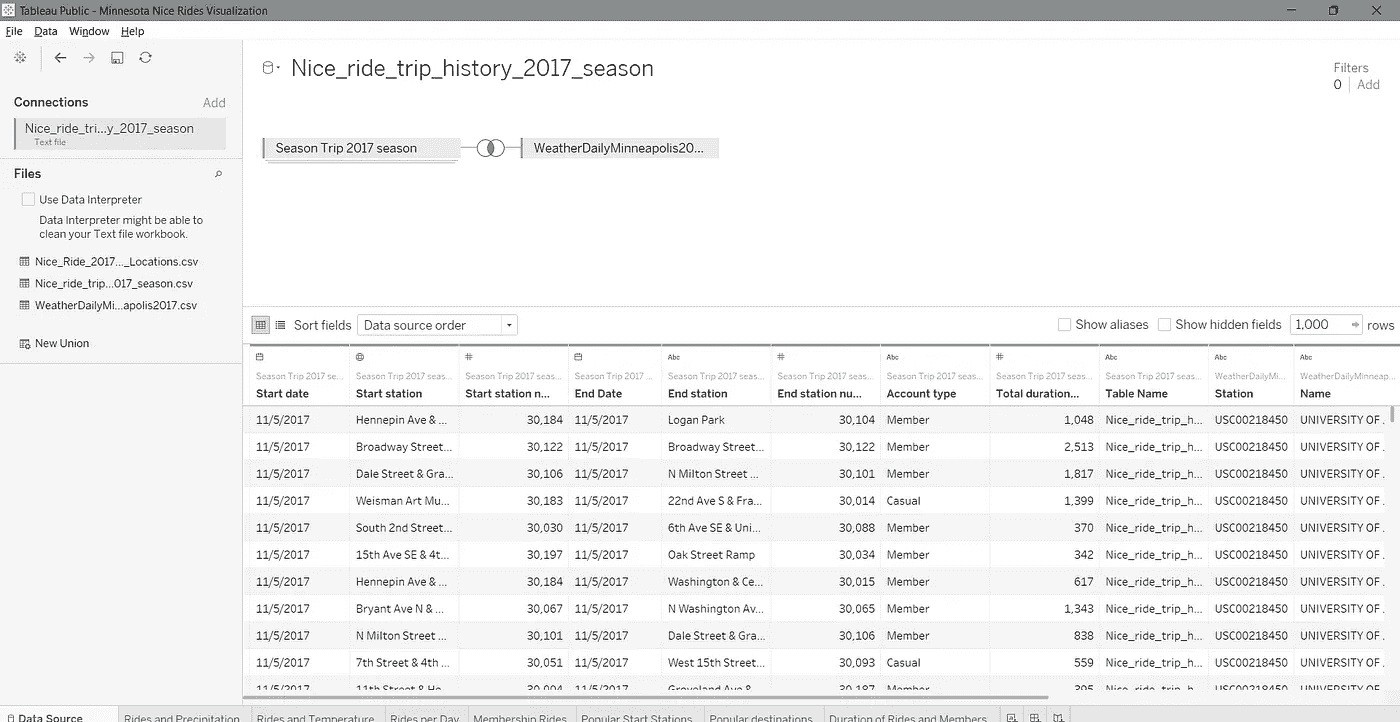 Tableau Public - Minnesota Nice Rides Visualization
File Data Window Help
Connections Add
Nice_ride_tri...y_2017_season
Text file
Files
Use Data Interpreter
Data Interpreter might be able to
clean your Text file workbook.
Nice_Ride_2017..._Locations.csv
Nice_ride_trip...017_season.csv
WeatherDailyMi...apolis2017.csv
New Union
Nice_ride_trip_history_2017_season
Filters
0 Add
Season Trip 2017 season
WeatherDailyMinneapolis20...
Sort fields Data source order Show aliases Show hidden fields 1,000 rows
# Abc # Abc # Abc Abc Abc
Season Trip 2017 se... Season Trip 2017 seas... Season Trip 2017 seas... Season Trip 2017 ... Season Trip 2017 seas... Season Trip 2017 seas... Season Trip 2017 seas... Season Trip 2017 seas... Season Trip 2017 seas... WeatherDailyMi... WeatherDailyMinneap...
Start date Start station Start station n... End Date End station End station nu... Account type Total duration... Table Name Station Name
11/5/2017 Hennepin Ave & ... 30,184 11/5/2017 Logan Park 30,104 Member 1,048 Nice_ride_trip_h... USC00218450 UNIVERSITY OF .
11/5/2017 Broadway Street... 30,122 11/5/2017 Broadway Street... 30,122 Member 2,513 Nice_ride_trip_h... USC00218450 UNIVERSITY OF .
11/5/2017 Dale Street & Gra... 30,106 11/5/2017 N Milton Street ... 30,101 Member 1,817 Nice_ride_trip_h... USC00218450 UNIVERSITY OF .
11/5/2017 Weisman Art Mu... 30,183 11/5/2017 22nd Ave S & Fra... 30,014 Casual 1,399 Nice_ride_trip_h... USC00218450 UNIVERSITY OF .
11/5/2017 South 2nd Street... 30,030 11/5/2017 6th Ave SE & Uni... 30,088 Member 370 Nice_ride_trip_h... USC00218450 UNIVERSITY OF .
11/5/2017 15th Ave SE & 4t... 30,197 11/5/2017 Oak Street Ramp 30,034 Member 342 Nice_ride_trip_h... USC00218450 UNIVERSITY OF .
11/5/2017 Hennepin Ave & ... 30,184 11/5/2017 Washington & Ce... 30,015 Member 617 Nice_ride_trip_h... USC00218450 UNIVERSITY OF .
11/5/2017 Bryant Ave N & ... 30,067 11/5/2017 N Washington Av... 30,065 Member 1,343 Nice_ride_trip_h... USC00218450 UNIVERSITY OF .
11/5/2017 N Milton Street ... 30,101 11/5/2017 Dale Street & Gra... 30,106 Member 838 Nice_ride_trip_h... USC00218450 UNIVERSITY OF .
11/5/2017 7th Street & 4th ... 30,051 11/5/2017 West 15th Street... 30,093 Casual 559 Nice_ride_trip_h... USC00218450 UNIVERSITY OF .
11/5/2017 11th Street & He... 30,004 11/5/2017 Groveland Ave & ... 30,187 Member Nice_ride_trip_h... USC00218450 UNIVERSITY OF .
Data Source Rides and Precipitation Rides and Temperature Rides per Day Membership Rides Popular Start Stations Popular destinations Duration of Rides and Members